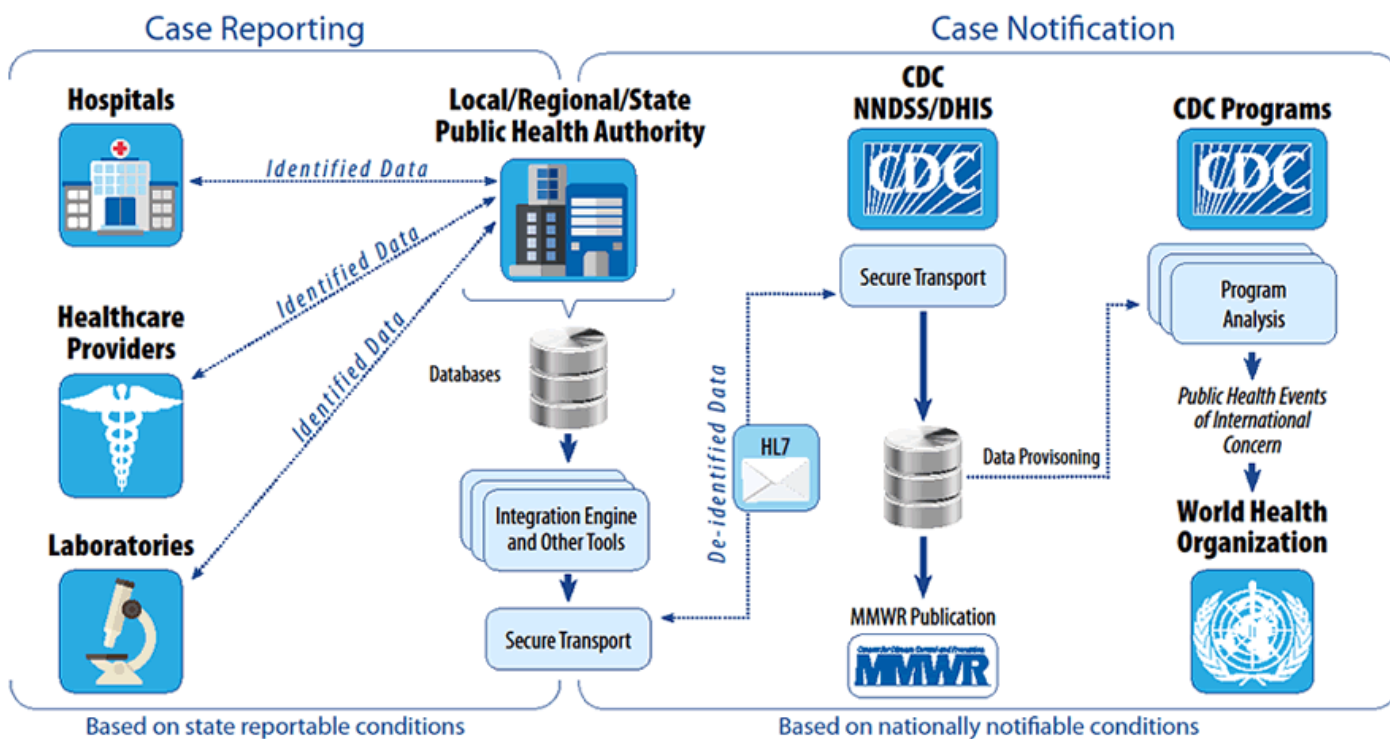 Case Reporting
Case Notification
Hospitals
Local/Regional/State
Public Health Authority
CDC
NNDSS/DHIS
CDC Programs
Identified Data
CDC
CDC
Identified Data
Secure Transport
Program
Analysis
Healthcare
Providers
Identified Data
Databases
De-identified Data
HL7
Data Provisoning
Public Health Events
of International
Concern
Integration Engine
and Other Tools
World Health
Organization
Laboratories
Secure Transport
MMWR Publication
MMWR
Based on state reportable conditions
Based on nationally notifiable conditions